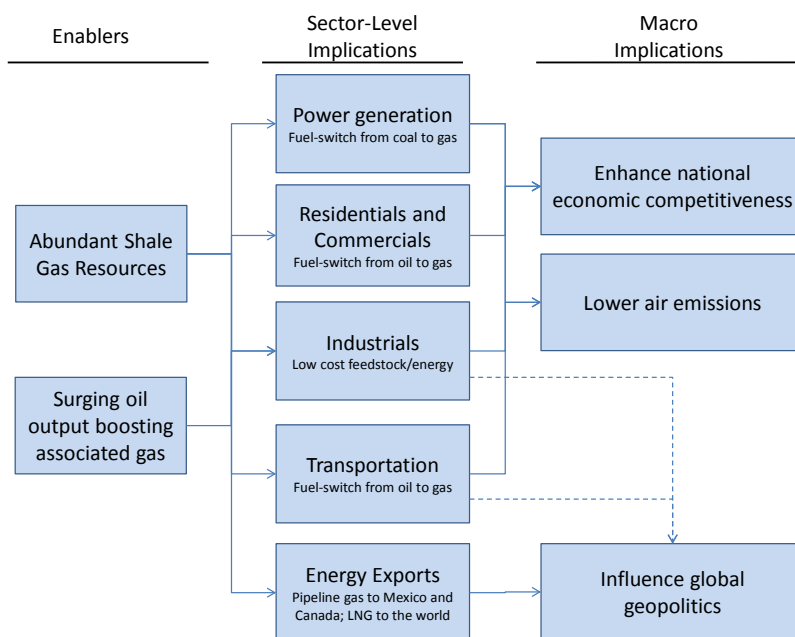 Enablers
Sector-Level
Implications
Macro
Implications
Abundant Shale
Gas Resources
Surging oil
output boosting
associated gas
Power generation
Fuel-switch from coal to gas
Residentials and
Commercials
Fuel-switch from oil to gas
Industrials
Low cost feedstock/energy
Transportation
Fuel-switch from oil to gas
Energy Exports
Pipeline gas to Mexico and
Canada; LNG to the world
Enhance national
economic competitiveness
Lower air emissions
Influence global
geopolitics